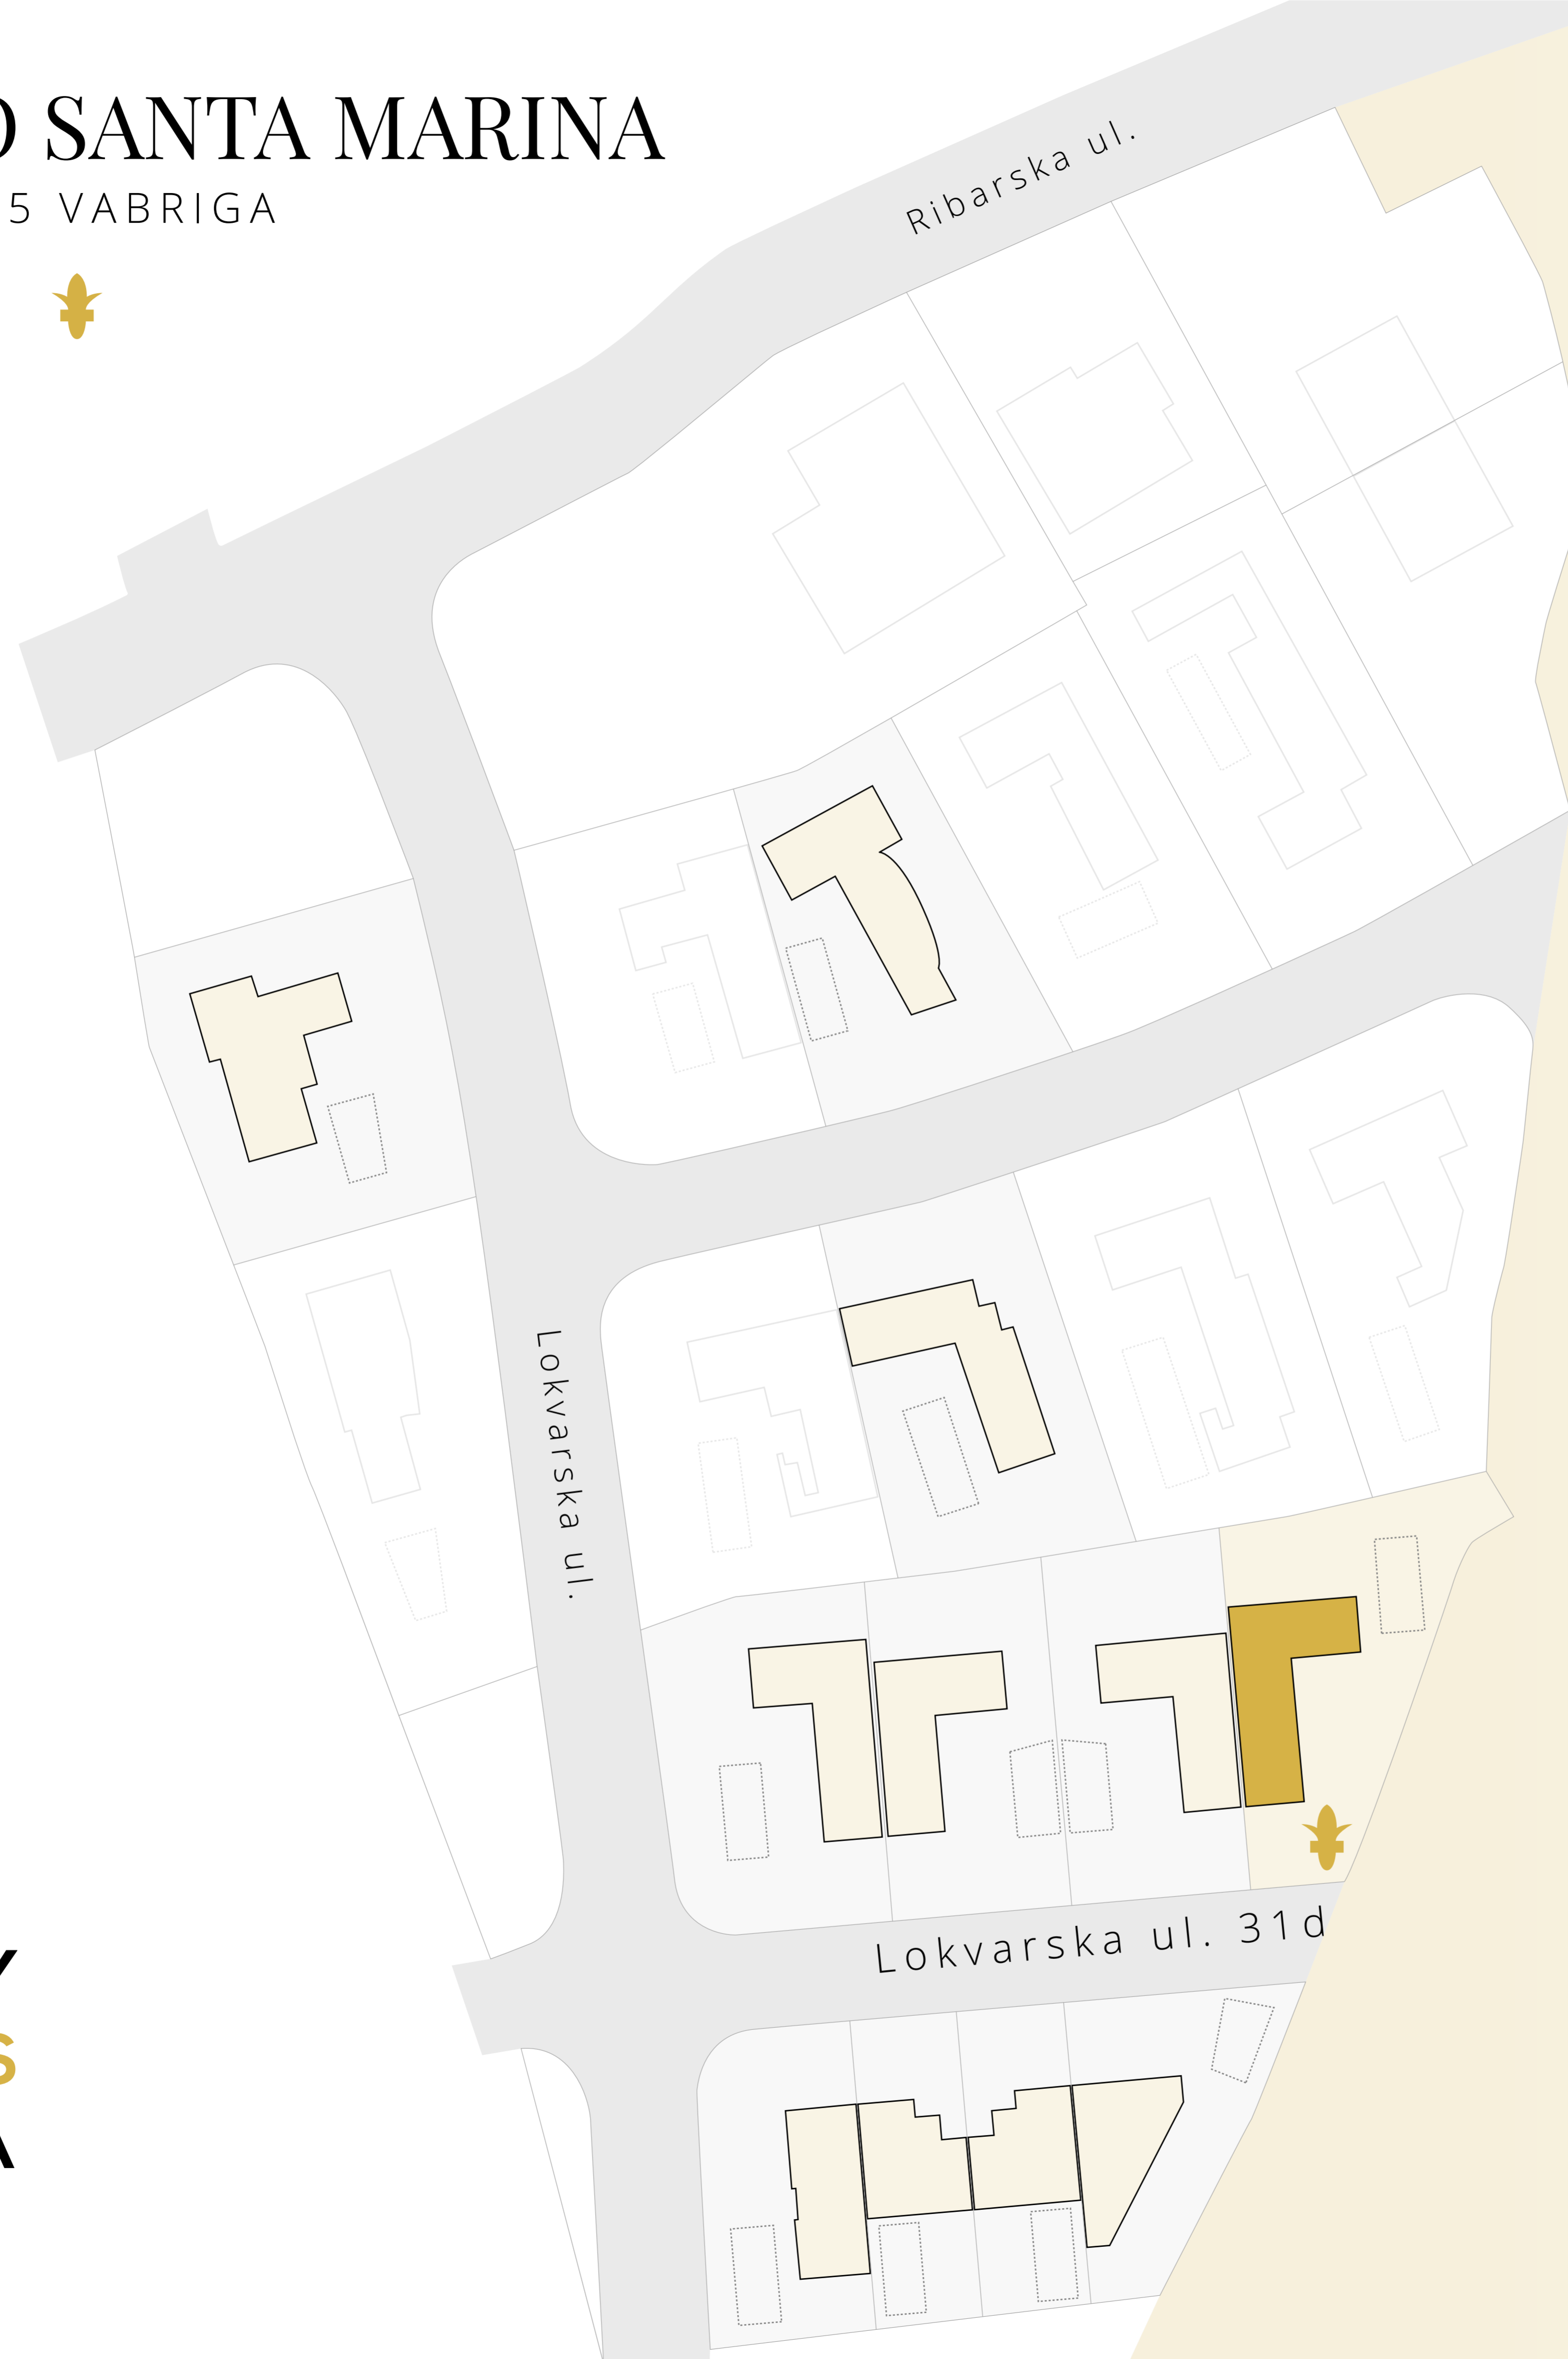 SANTA MARINA
5 VABRIGA
Ribarska ul.
Lokvarska ul.
Lokvarska ul. 31d